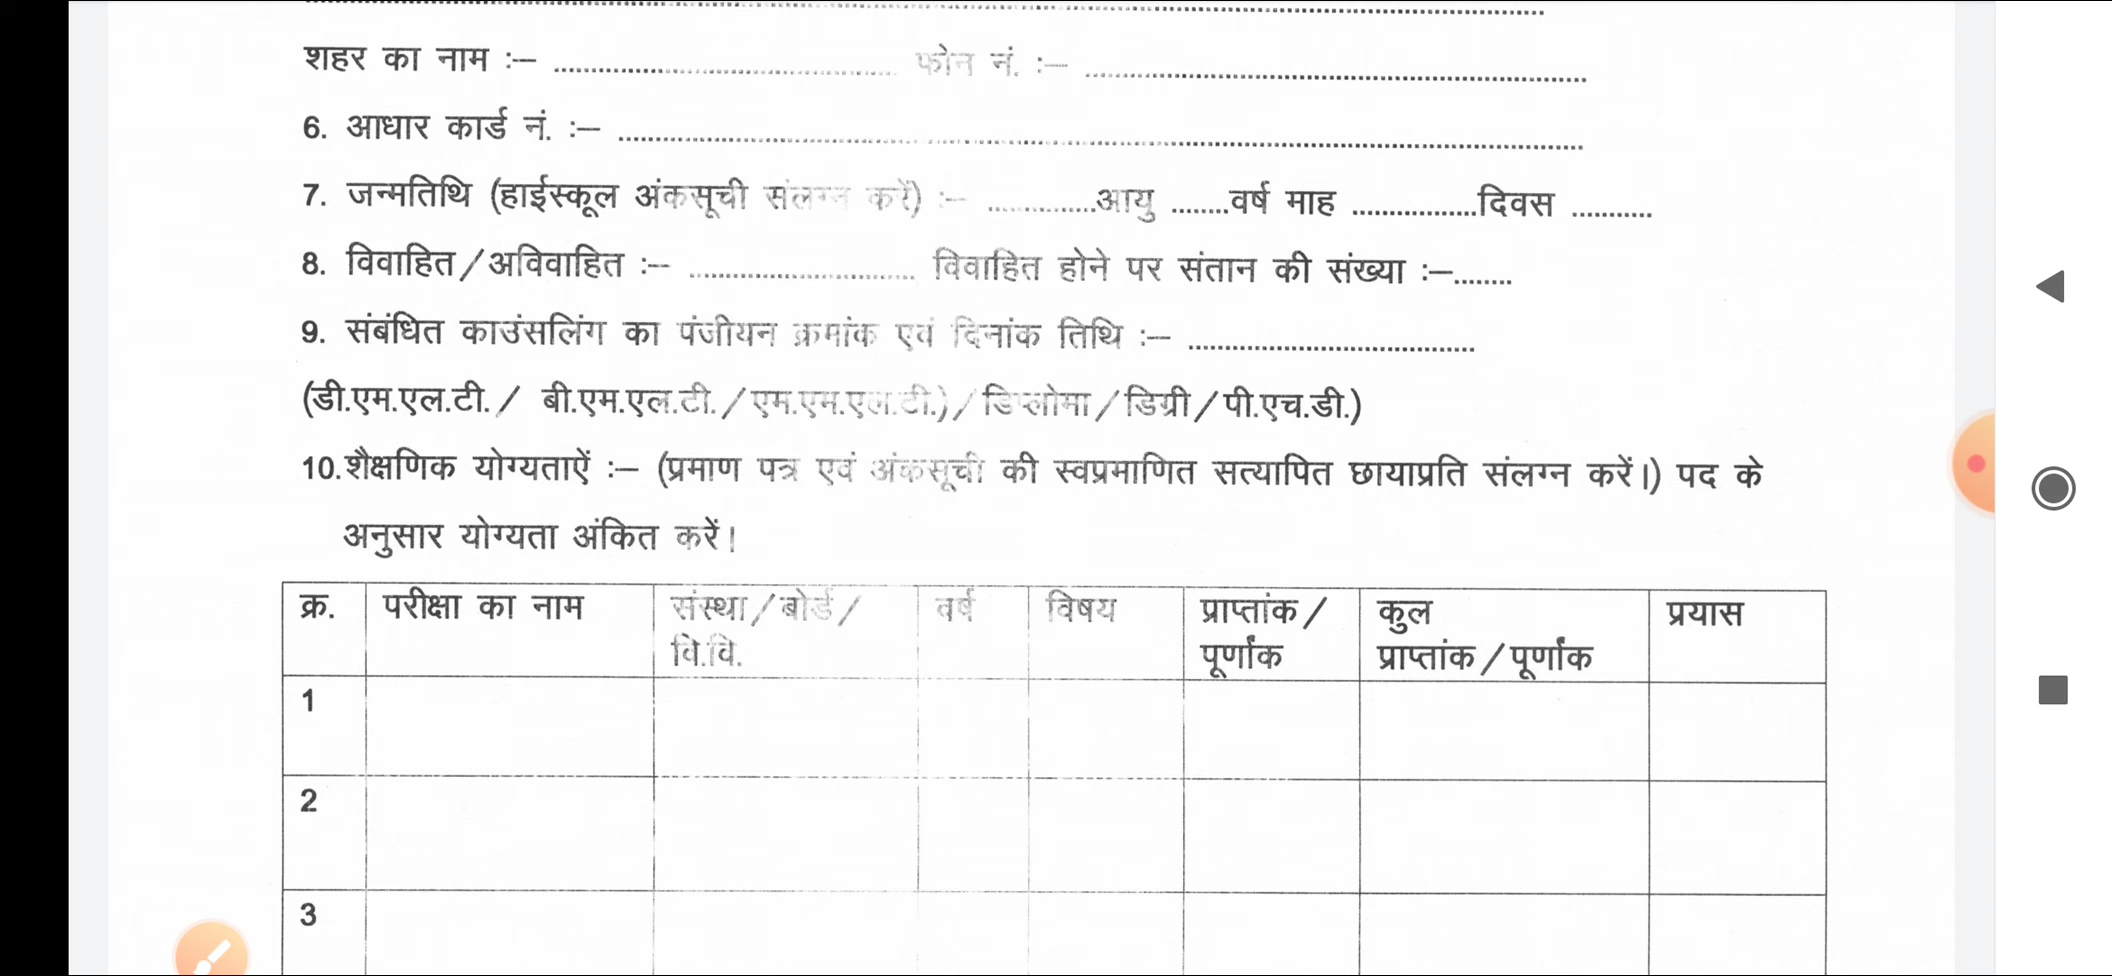 शहर का नाम :– ........................................ फोन नं. :– ............................................................
6. आधार कार्ड नं. :– ....................................................................................................
7. जन्मतिथि (हाईस्कूल अंकसूची संलग्न करें) :– ..............आयु ........वर्ष माह .................दिवस ...........
8. विवाहित/अविवाहित :– .............................. विवाहित होने पर संतान की संख्या :–........
9. संबंधित काउंसलिंग का पंजीयन क्रमांक एवं दिनांक तिथि :– ......................................
(डी.एम.एल.टी./ बी.एम.एल.टी./एम.एम.एल.टी.)/डिप्लोमा/डिग्री/पी.एच.डी.)
10.शैक्षणिक योग्यताऐं :– (प्रमाण पत्र एवं अंकसूची की स्वप्रमाणित सत्यापित छायाप्रति संलग्न करें।) पद के
अनुसार योग्यता अंकित करें।
क्र. परीक्षा का नाम संस्था/बोर्ड/ वर्ष विषय प्राप्तांक/ कुल प्रयास
वि.वि. पूर्णांक प्राप्तांक/पूर्णांक
1
2
3